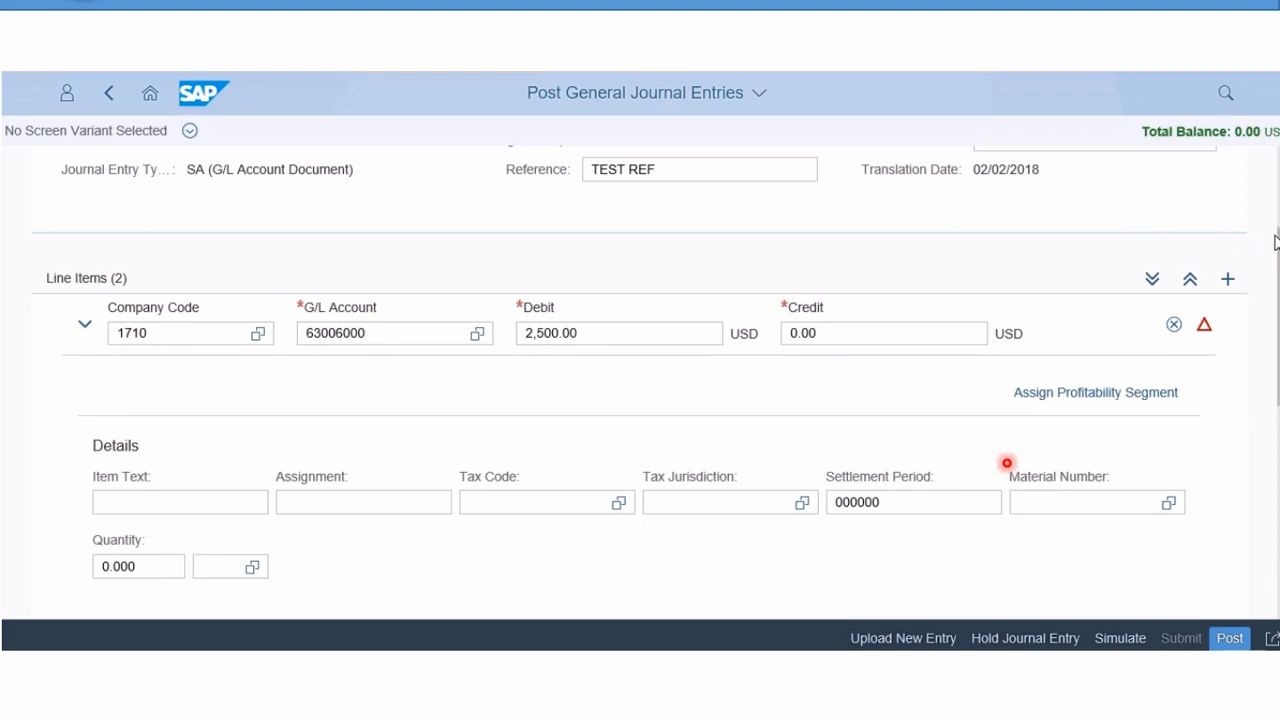 SAP Post General Journal Entries
No Screen Variant Selected Total Balance: 0.00 US
Journal Entry Ty...: SA (G/L Account Document) Reference: TEST REF Translation Date: 02/02/2018
Line Items (2)
Company Code *G/L Account *Debit *Credit
1710 63006000 2,500.00 USD 0.00 USD
Assign Profitability Segment
Details
Item Text: Assignment: Tax Code: Tax Jurisdiction: Settlement Period: Material Number:
000000
Quantity:
0.000
Upload New Entry Hold Journal Entry Simulate Submit Post